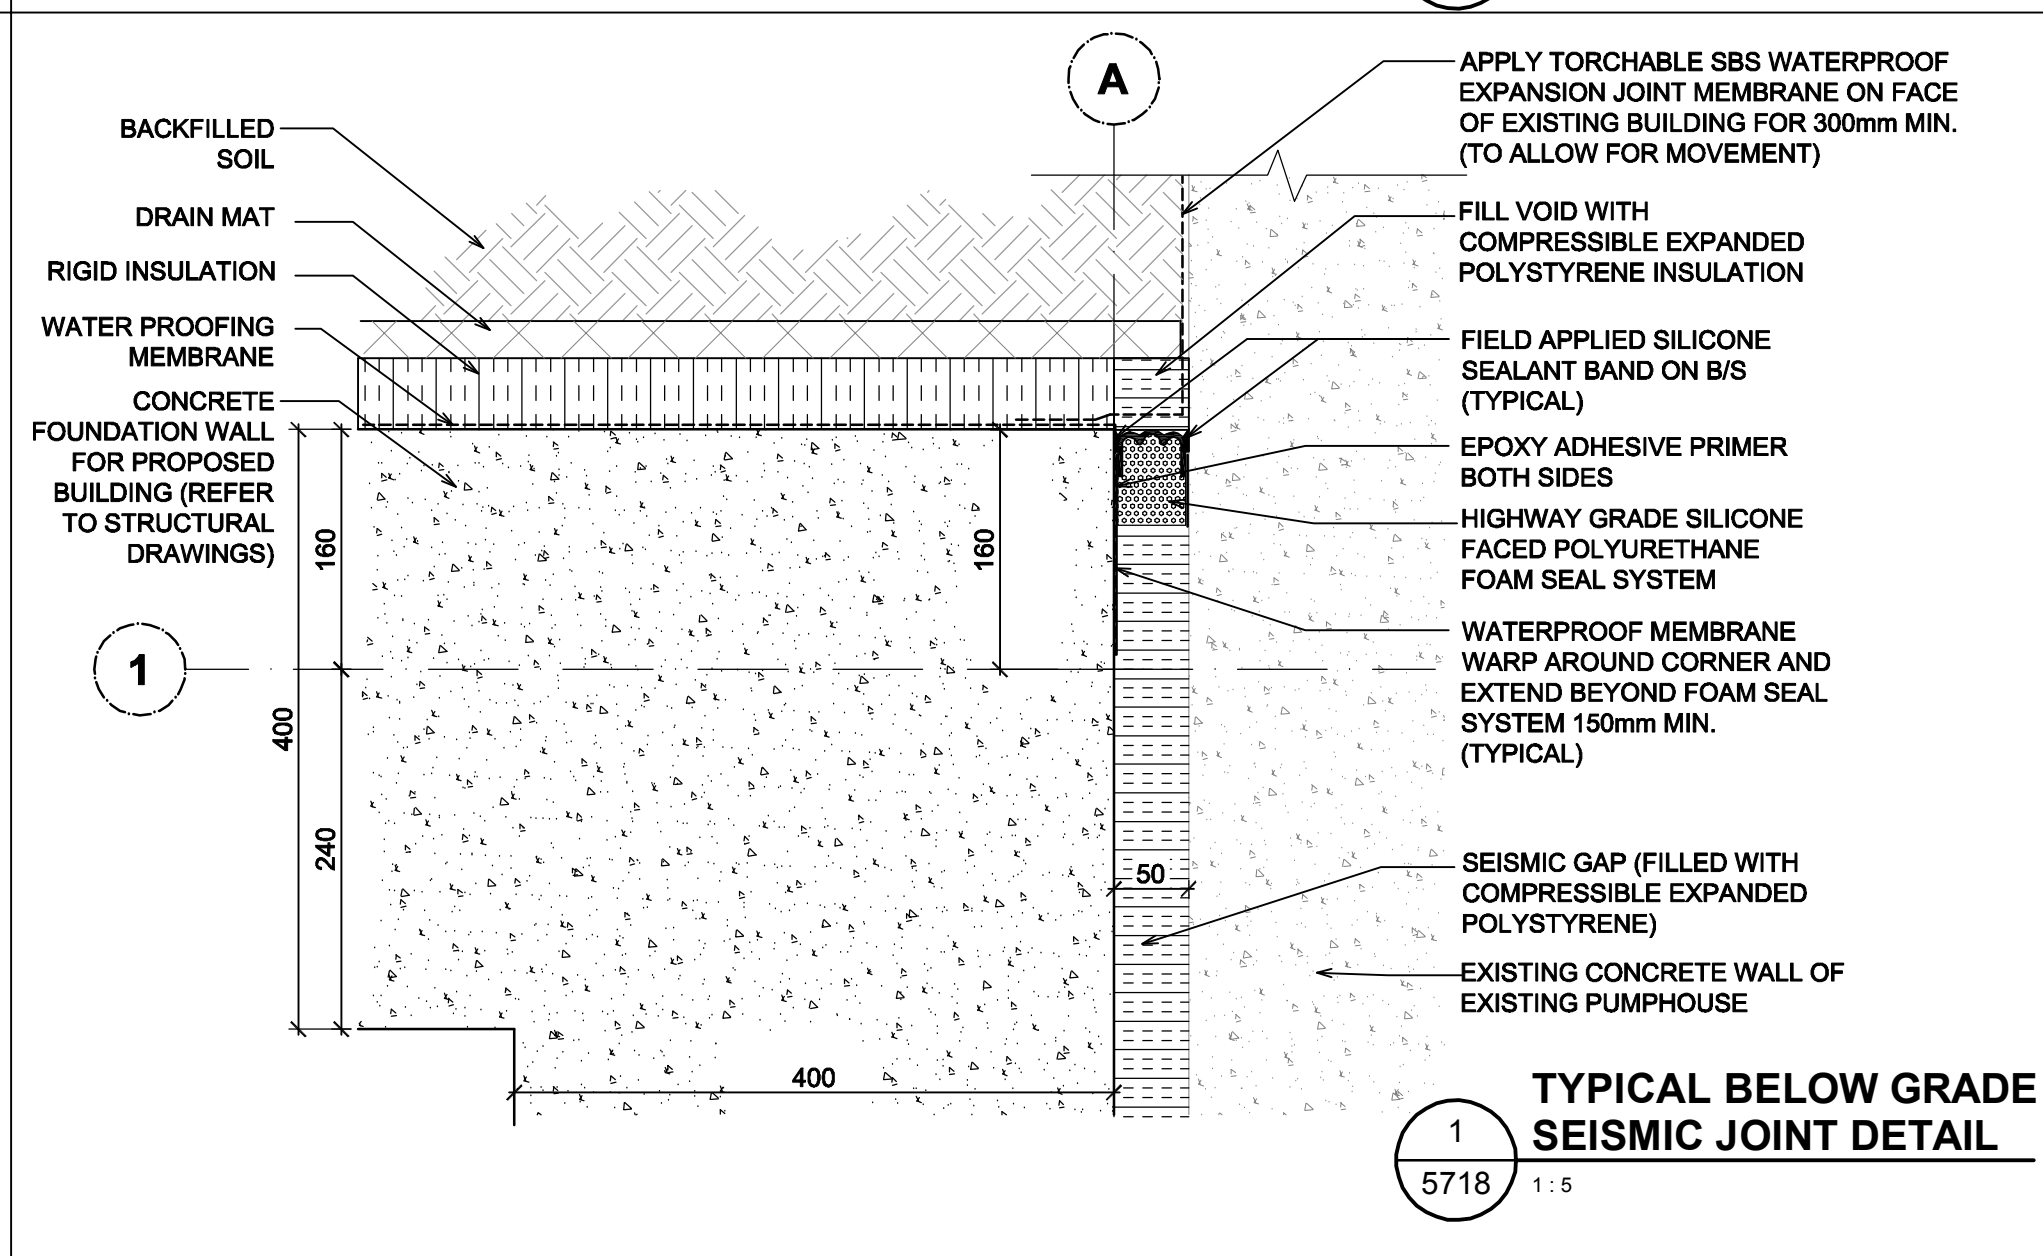 A
BACKFILLED
SOIL
DRAIN MAT
RIGID INSULATION
WATER PROOFING
MEMBRANE
CONCRETE
FOUNDATION WALL
FOR PROPOSED
BUILDING (REFER
TO STRUCTURAL
DRAWINGS)
1
160
400
240
160
50
400
APPLY TORCHABLE SBS WATERPROOF
EXPANSION JOINT MEMBRANE ON FACE
OF EXISTING BUILDING FOR 300mm MIN.
(TO ALLOW FOR MOVEMENT)
FILL VOID WITH
COMPRESSIBLE EXPANDED
POLYSTYRENE INSULATION
FIELD APPLIED SILICONE
SEALANT BAND ON B/S
(TYPICAL)
EPOXY ADHESIVE PRIMER
BOTH SIDES
HIGHWAY GRADE SILICONE
FACED POLYURETHANE
FOAM SEAL SYSTEM
WATERPROOF MEMBRANE
WARP AROUND CORNER AND
EXTEND BEYOND FOAM SEAL
SYSTEM 150mm MIN.
(TYPICAL)
SEISMIC GAP (FILLED WITH
COMPRESSIBLE EXPANDED
POLYSTYRENE)
EXISTING CONCRETE WALL OF
EXISTING PUMPHOUSE
TYPICAL BELOW GRADE
SEISMIC JOINT DETAIL
1
5718
1 : 5